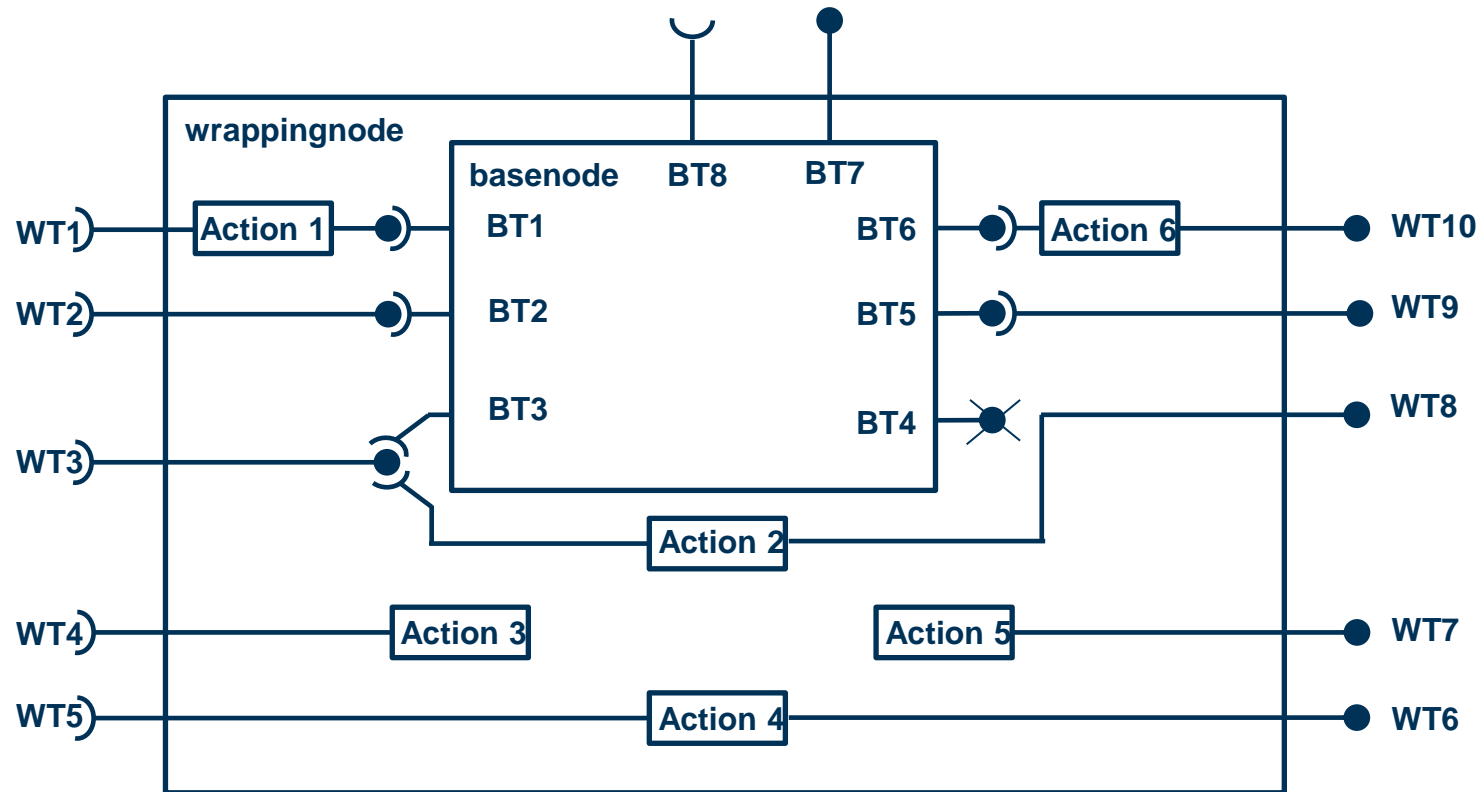 wrappingnode
basenode BT8 BT7
WT1 Action 1 BT1 BT6 Action 6 WT10
WT2 BT2 BT5 WT9
BT3 BT4 WT8
WT3
Action 2
WT4 Action 3 Action 5 WT7
WT5 Action 4 WT6